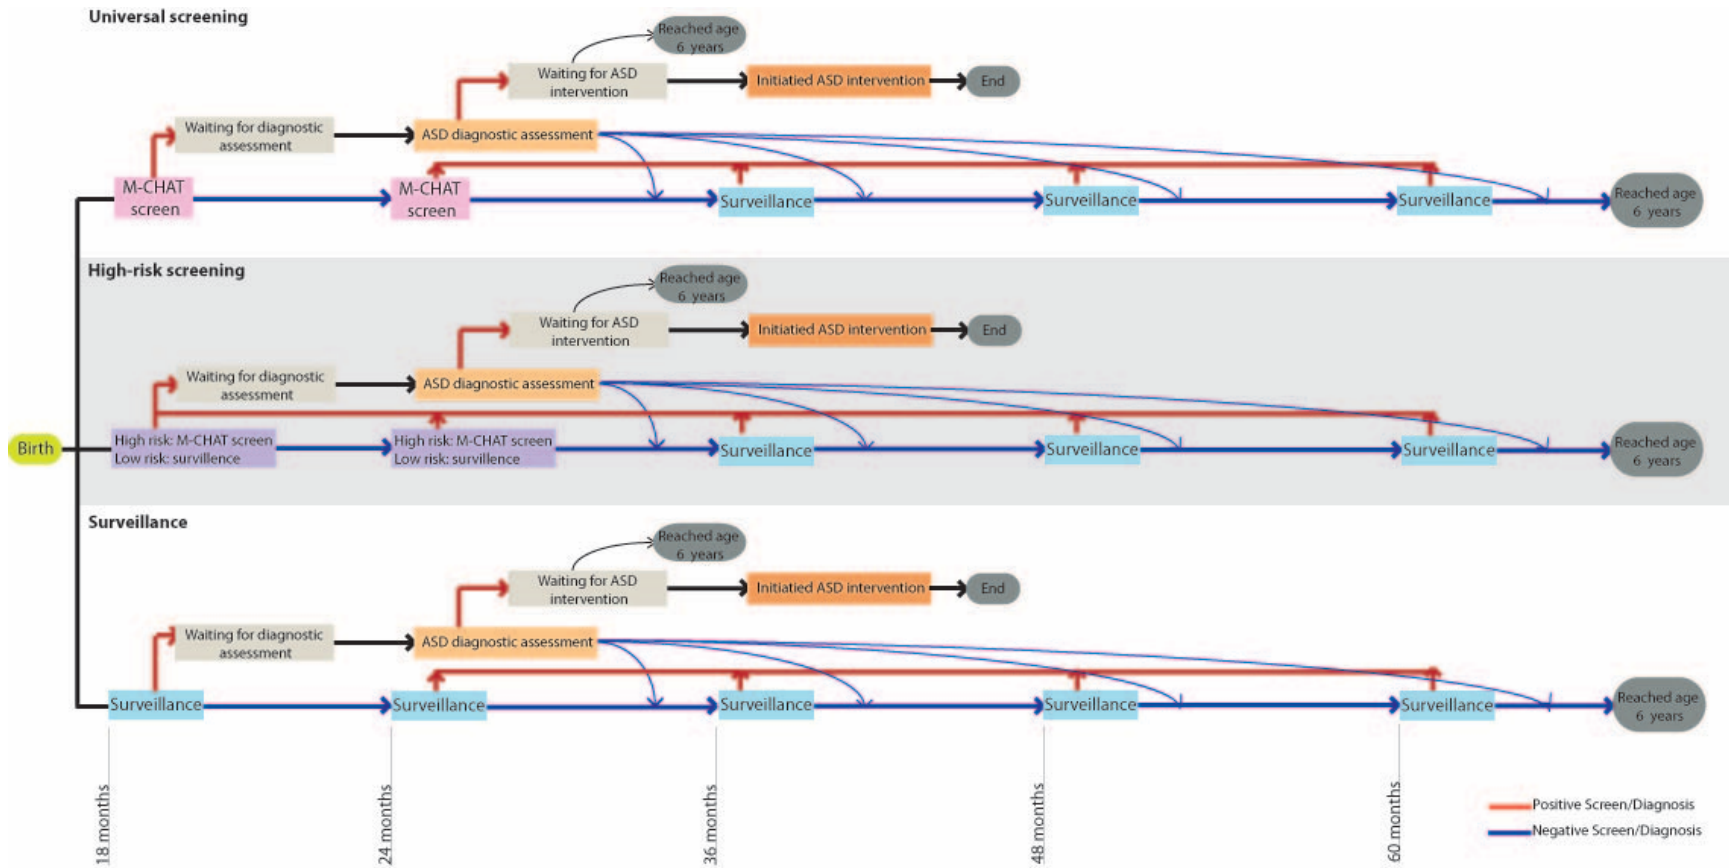 Universal screening
Reached age
6 years
Waiting for ASD
intervention
Initiatied ASD intervention
End
Waiting for diagnostic
assessment
ASD diagnostic assessment
M-CHAT
screen
M-CHAT
screen
Surveillance
Surveillance
Surveillance
Reached age
6 years
High-risk screening
Reached age
6 years
Waiting for ASD
intervention
Initiatied ASD intervention
End
Waiting for diagnostic
assessment
ASD diagnostic assessment
Birth
High risk: M-CHAT screen
Low risk: survillence
High risk: M-CHAT screen
Low risk: survillence
Surveillance
Surveillance
Surveillance
Reached age
6 years
Surveillance
Reached age
6 years
Waiting for ASD
intervention
Initiatied ASD intervention
End
Waiting for diagnostic
assessment
ASD diagnostic assessment
Surveillance
Surveillance
Surveillance
Surveillance
Surveillance
Reached age
6 years
18 months
24 months
36 months
48 months
60 months
Positive Screen/Diagnosis
Negative Screen/Diagnosis